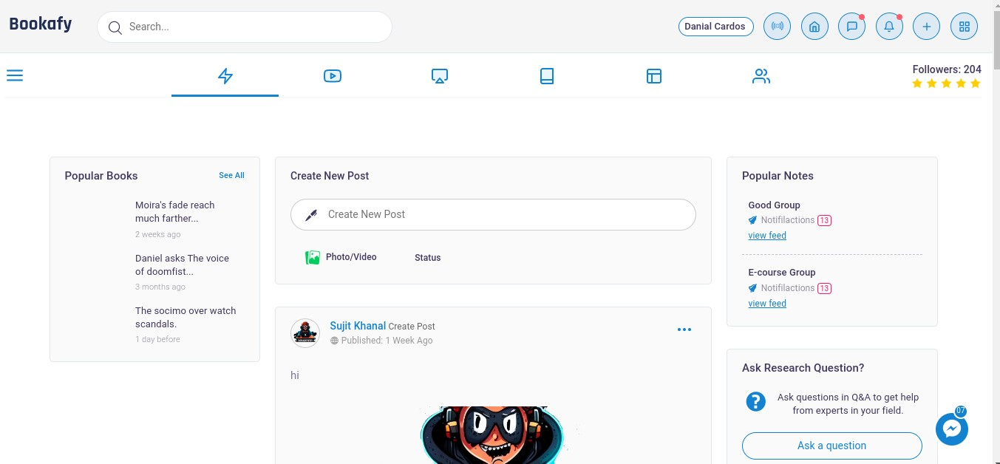 Bookafy
Search...
Danial Cardos
Followers: 204
Popular Books
See All
Moira's fade reach
much farther...
2 weeks ago
Daniel asks The voice
of doomfist...
3 months ago
The socimo over watch
scandals.
1 day before
Create New Post
Create New Post
Photo/Video
Status
Sujit Khanal Create Post
Published: 1 Week Ago
hi
Popular Notes
Good Group
Notifilactions 13
view feed
E-course Group
Notifilactions 13
view feed
Ask Research Question?
Ask questions in Q&A to get help
from experts in your field.
07
Ask a question